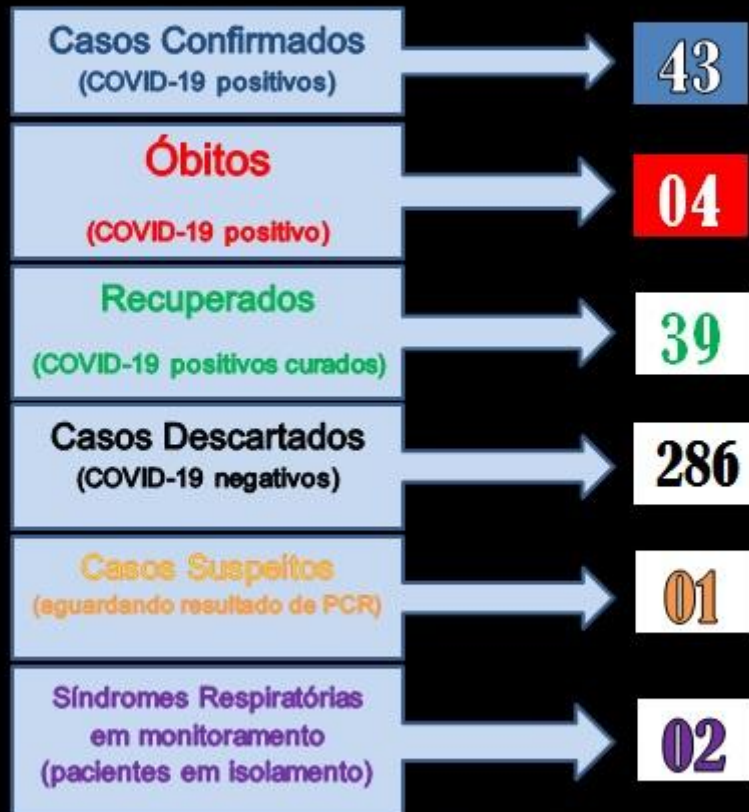 Casos Confirmados
(COVID-19 positivos)
43
Óbitos
(COVID-19 positivo)
04
Recuperados
(COVID-19 positivos curados)
39
Casos Descartados
(COVID-19 negativos)
286
Casos Suspeitos
(aguardando resultado de PCR)
01
Síndromes Respiratórias
em monitoramento
(pacientes em isolamento)
02